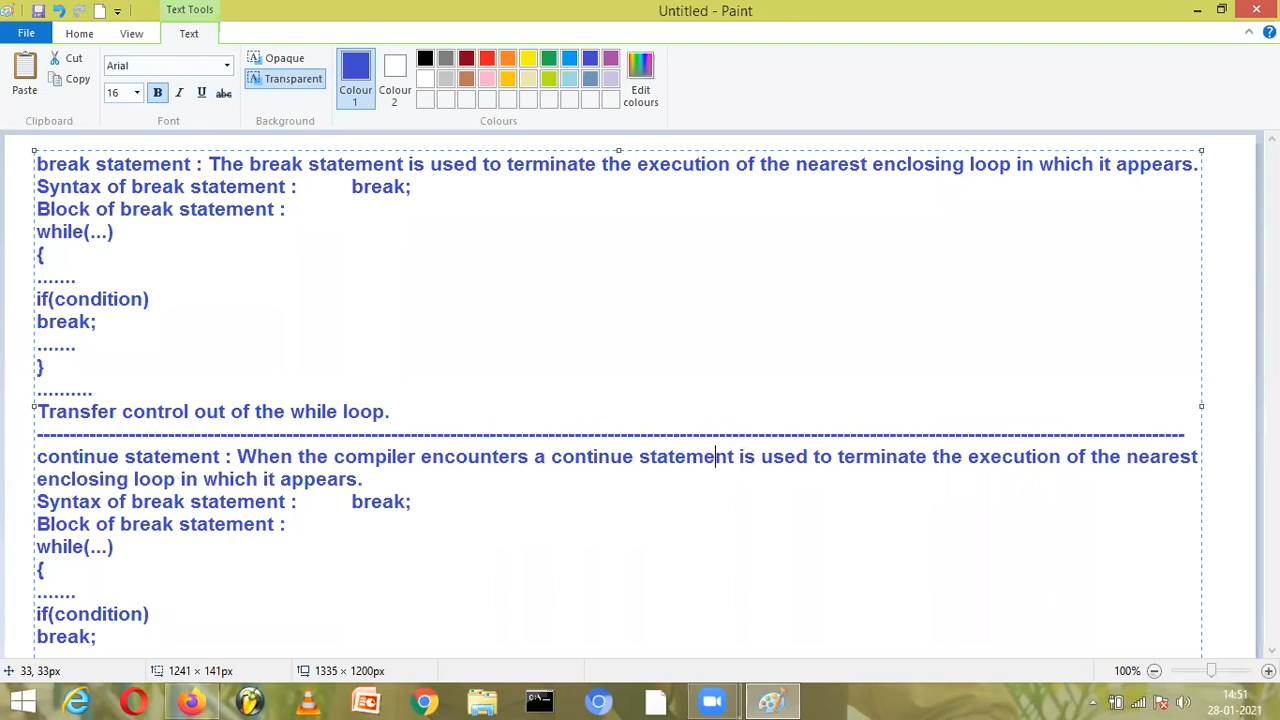 Text Tools
Untitled - Paint
File
Home
View
Text
Paste
Cut
Copy
Clipboard
Arial
16
B
I
U
abc
Font
Opaque
Transparent
Background
Colour
1
Colour
2
Edit
colours
Colours
break statement : The break statement is used to terminate the execution of the nearest enclosing loop in which it appears.
Syntax of break statement : break;
Block of break statement :
while(...)
{
.......
if(condition)
break;
.......
}
..........
Transfer control out of the while loop.
--------------------------------------------------------------------------------------------------------------------------------------------------------------------------------
continue statement : When the compiler encounters a continue statement is used to terminate the execution of the nearest
enclosing loop in which it appears.
Syntax of break statement : break;
Block of break statement :
while(...)
{
.......
if(condition)
break;
33, 33px
1241 × 141px
1335 × 1200px
100%
14:51
28-01-2021